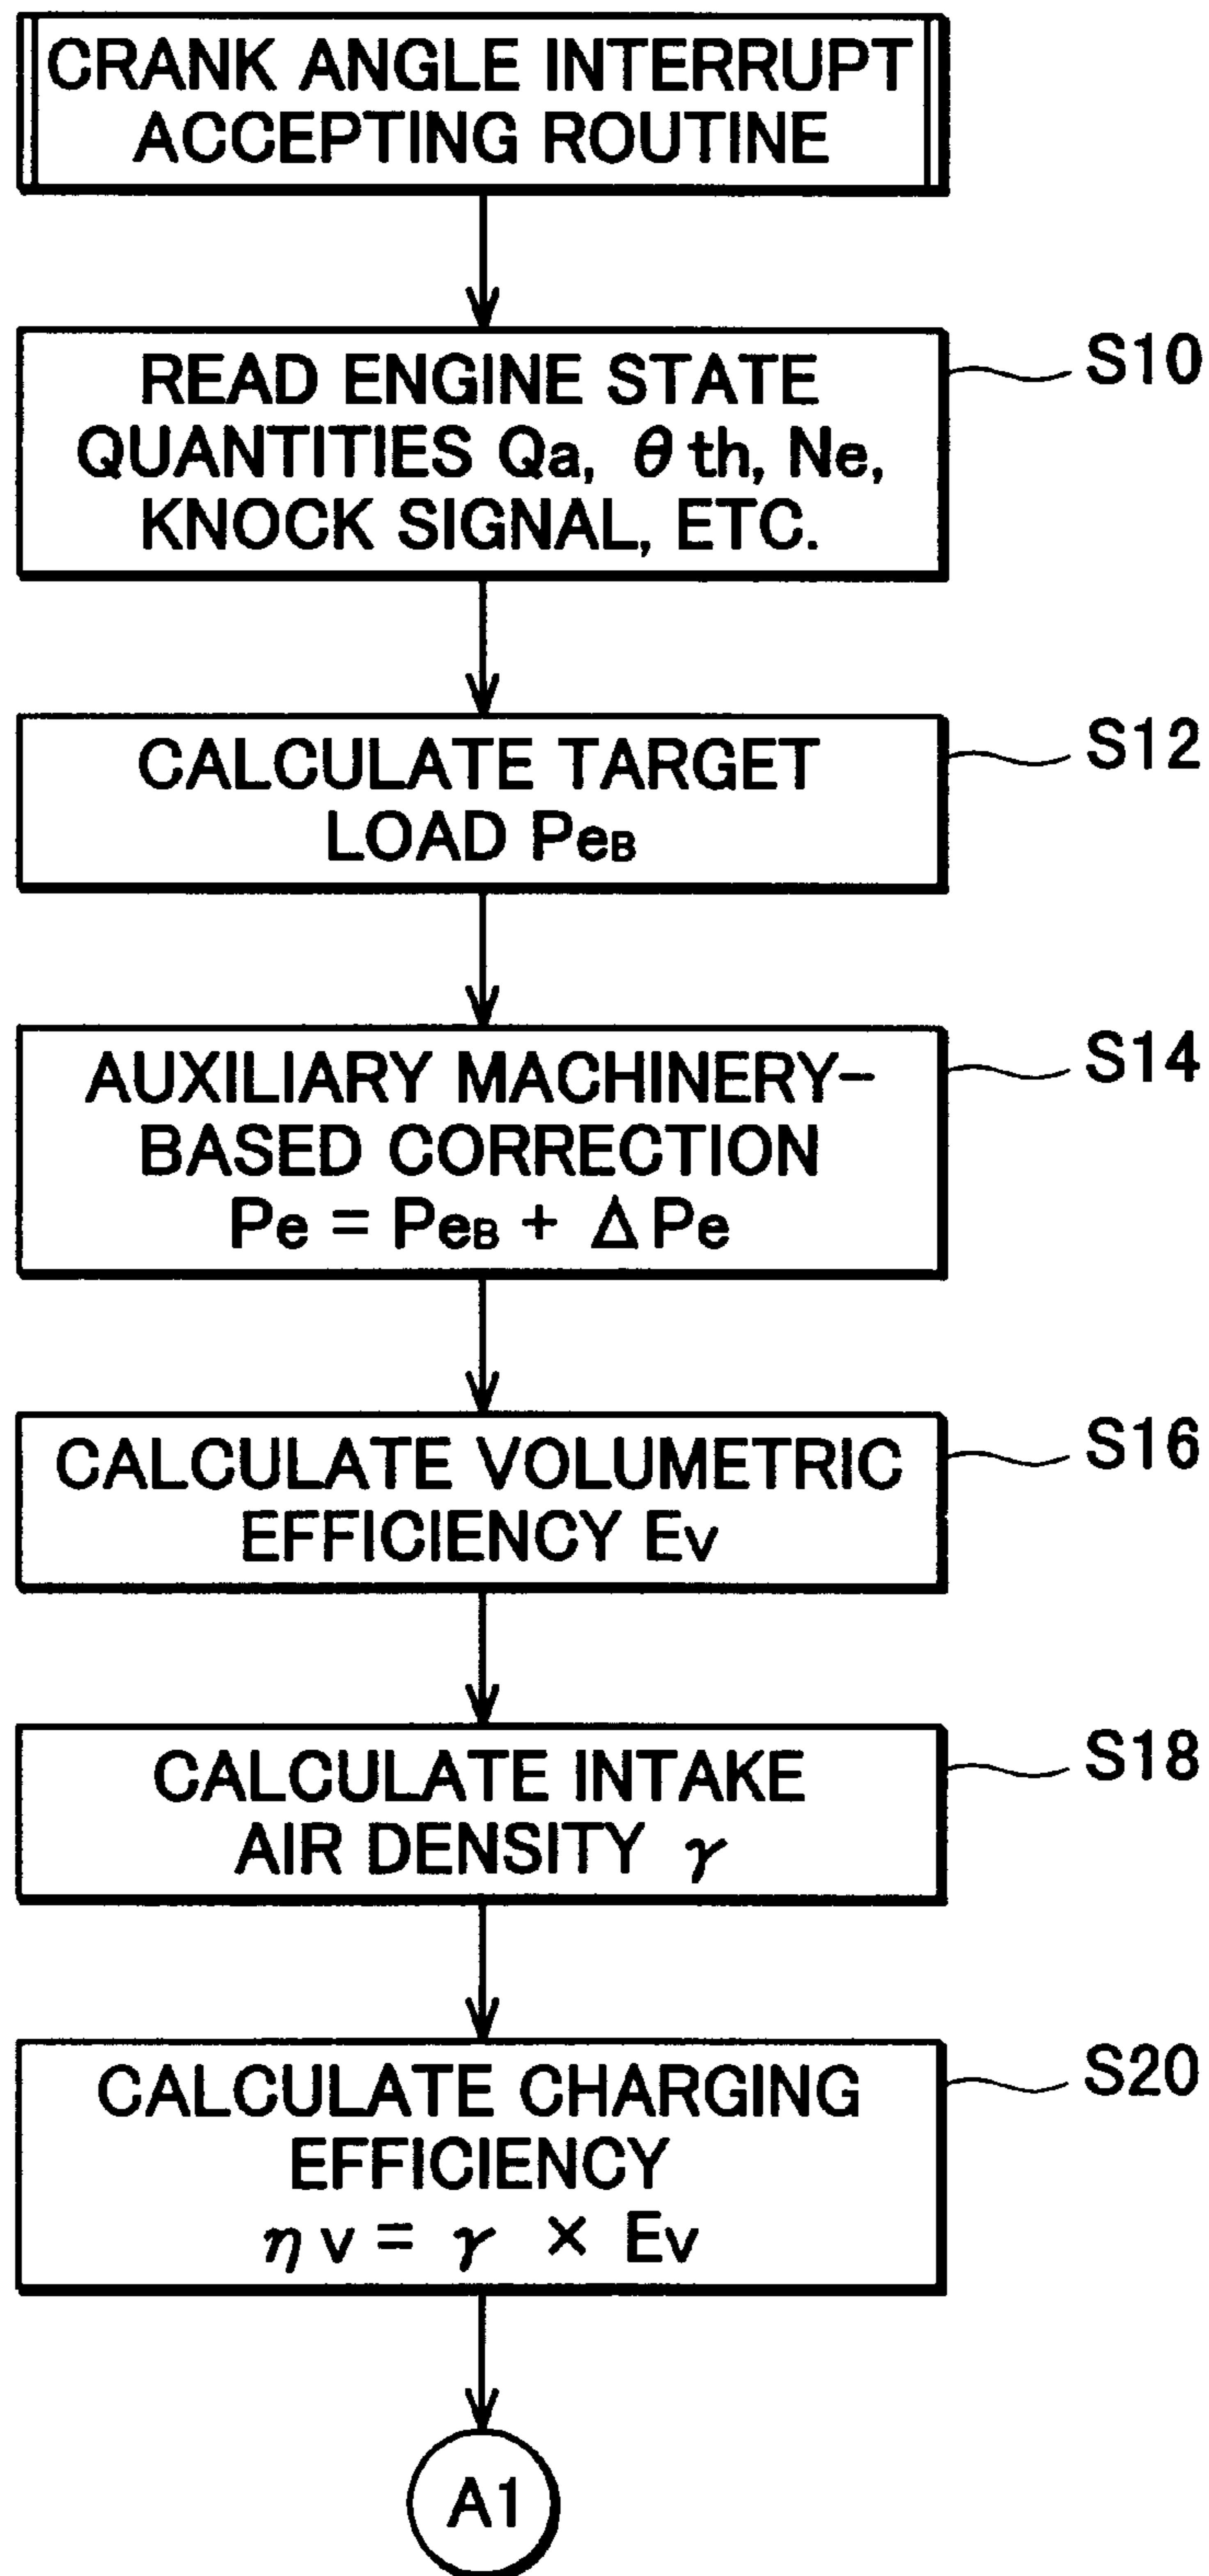 CRANK ANGLE INTERRUPT
ACCEPTING ROUTINE
READ ENGINE STATE
QUANTITIES Qa, θth, Ne,
KNOCK SIGNAL, ETC.
S10
CALCULATE TARGET
LOAD PeB
S12
AUXILIARY MACHINERY-
BASED CORRECTION
Pe = PeB + ΔPe
S14
CALCULATE VOLUMETRIC
EFFICIENCY Ev
S16
CALCULATE INTAKE
AIR DENSITY γ
S18
CALCULATE CHARGING
EFFICIENCY
ηv = γ × Ev
S20
A1